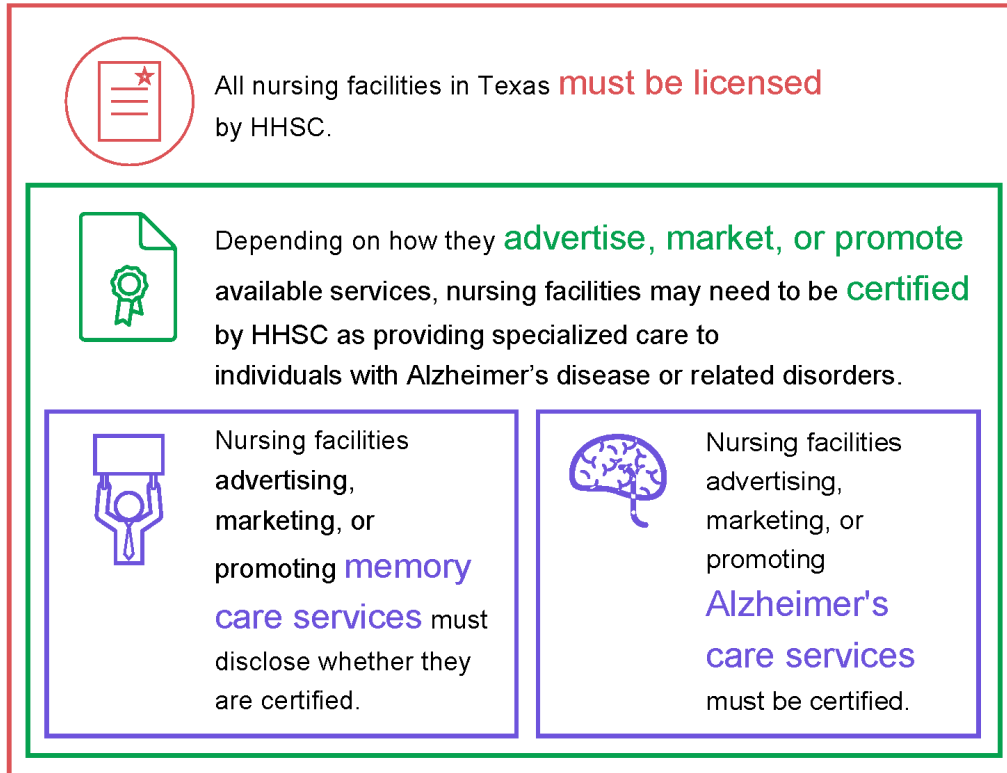 All nursing facilities in Texas must be licensed
by HHSC.
Depending on how they advertise, market, or promote
available services, nursing facilities may need to be certified
by HHSC as providing specialized care to
individuals with Alzheimer’s disease or related disorders.
Nursing facilities
advertising,
marketing, or
promoting memory
care services must
disclose whether they
are certified.
Nursing facilities
advertising,
marketing, or
promoting
Alzheimer's
care services
must be certified.